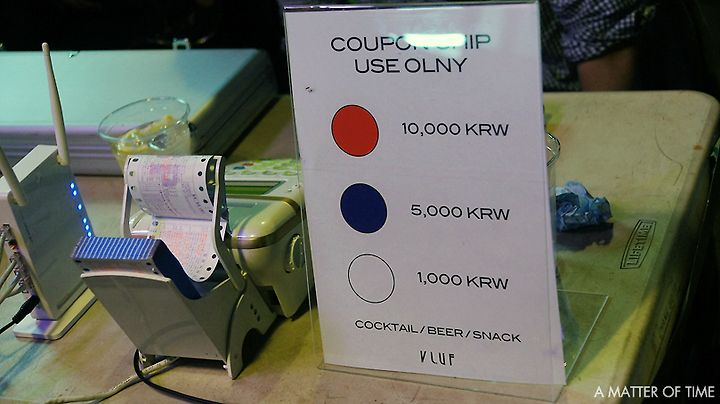 COUPON CHIP
USE OLNY
10,000 KRW
5,000 KRW
1,000 KRW
COCKTAIL / BEER / SNACK
VLUF
LIFETIME
A MATTER OF TIME